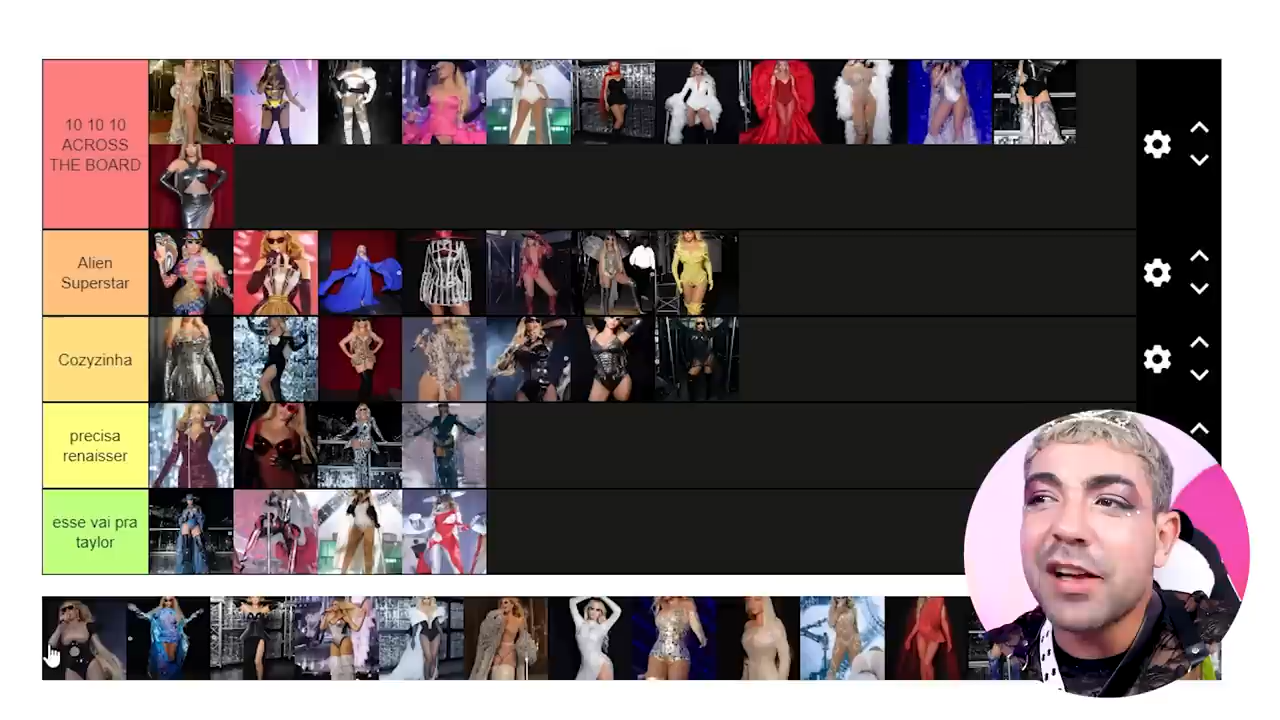 10 10 10
ACROSS
THE BOARD
Alien
Superstar
Cozyzinha
precisa
renaisser
esse vai pra
taylor